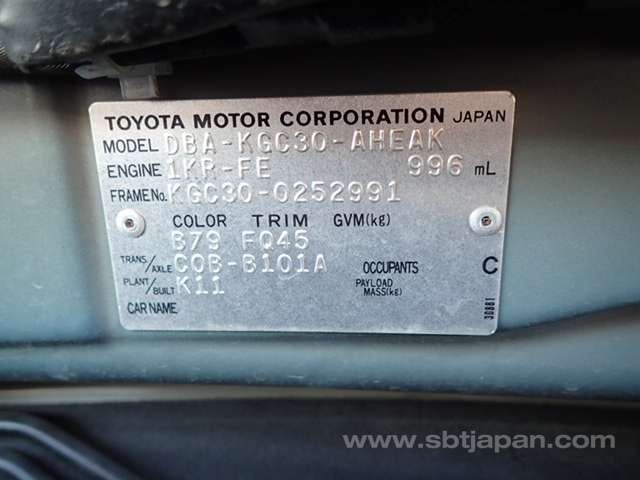 TOYOTA MOTOR CORPORATION JAPAN
MODEL DBA-KGC30-AHEAK
ENGINE 1KR-FE 996 mL
FRAME No. KGC30-0252991
COLOR TRIM GVM(kg)
B79 FQ45
TRANS/AXLE C0B-B101A OCCUPANTS C
PLANT/BUILT K11 PAYLOAD MASS(kg)
CAR NAME
30881
www.sbtjapan.com